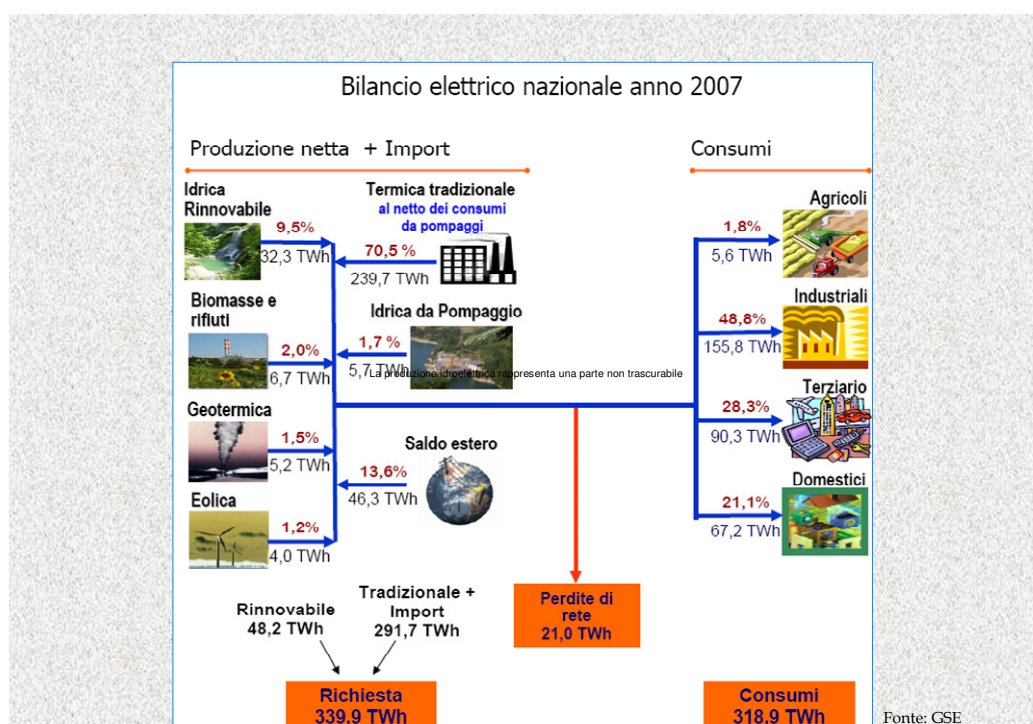 Bilancio elettrico nazionale anno 2007
Produzione netta + Import
Consumi
Idrica
Rinnovabile
9,5%
32,3 TWh
Termica tradizionale
al netto dei consumi
da pompaggi
70,5 %
239,7 TWh
Biomasse e
rifiuti
2,0%
6,7 TWh
Idrica da Pompaggio
1,7 %
5,7 TWh
La produzione idroelettrica rappresenta una parte non trascurabile
Geotermica
1,5%
5,2 TWh
Saldo estero
13,6%
46,3 TWh
Eolica
1,2%
4,0 TWh
Agricoli
1,8%
5,6 TWh
Industriali
48,8%
155,8 TWh
Terziario
28,3%
90,3 TWh
Domestici
21,1%
67,2 TWh
Rinnovabile
48,2 TWh
Tradizionale +
Import
291,7 TWh
Perdite di
rete
21,0 TWh
Richiesta
339,9 TWh
Consumi
318,9 TWh
Fonte: GSE